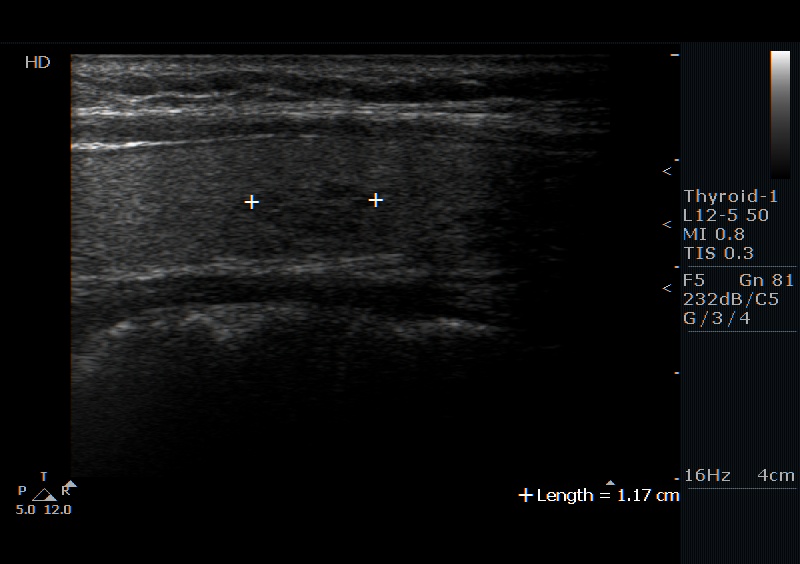 HD
Thyroid-1
L12-5 50
MI 0.8
TIS 0.3
F5 Gn 81
232dB/C5
G/3/4
16Hz 4cm
T
P R
5.0 12.0
+ Length = 1.17 cm